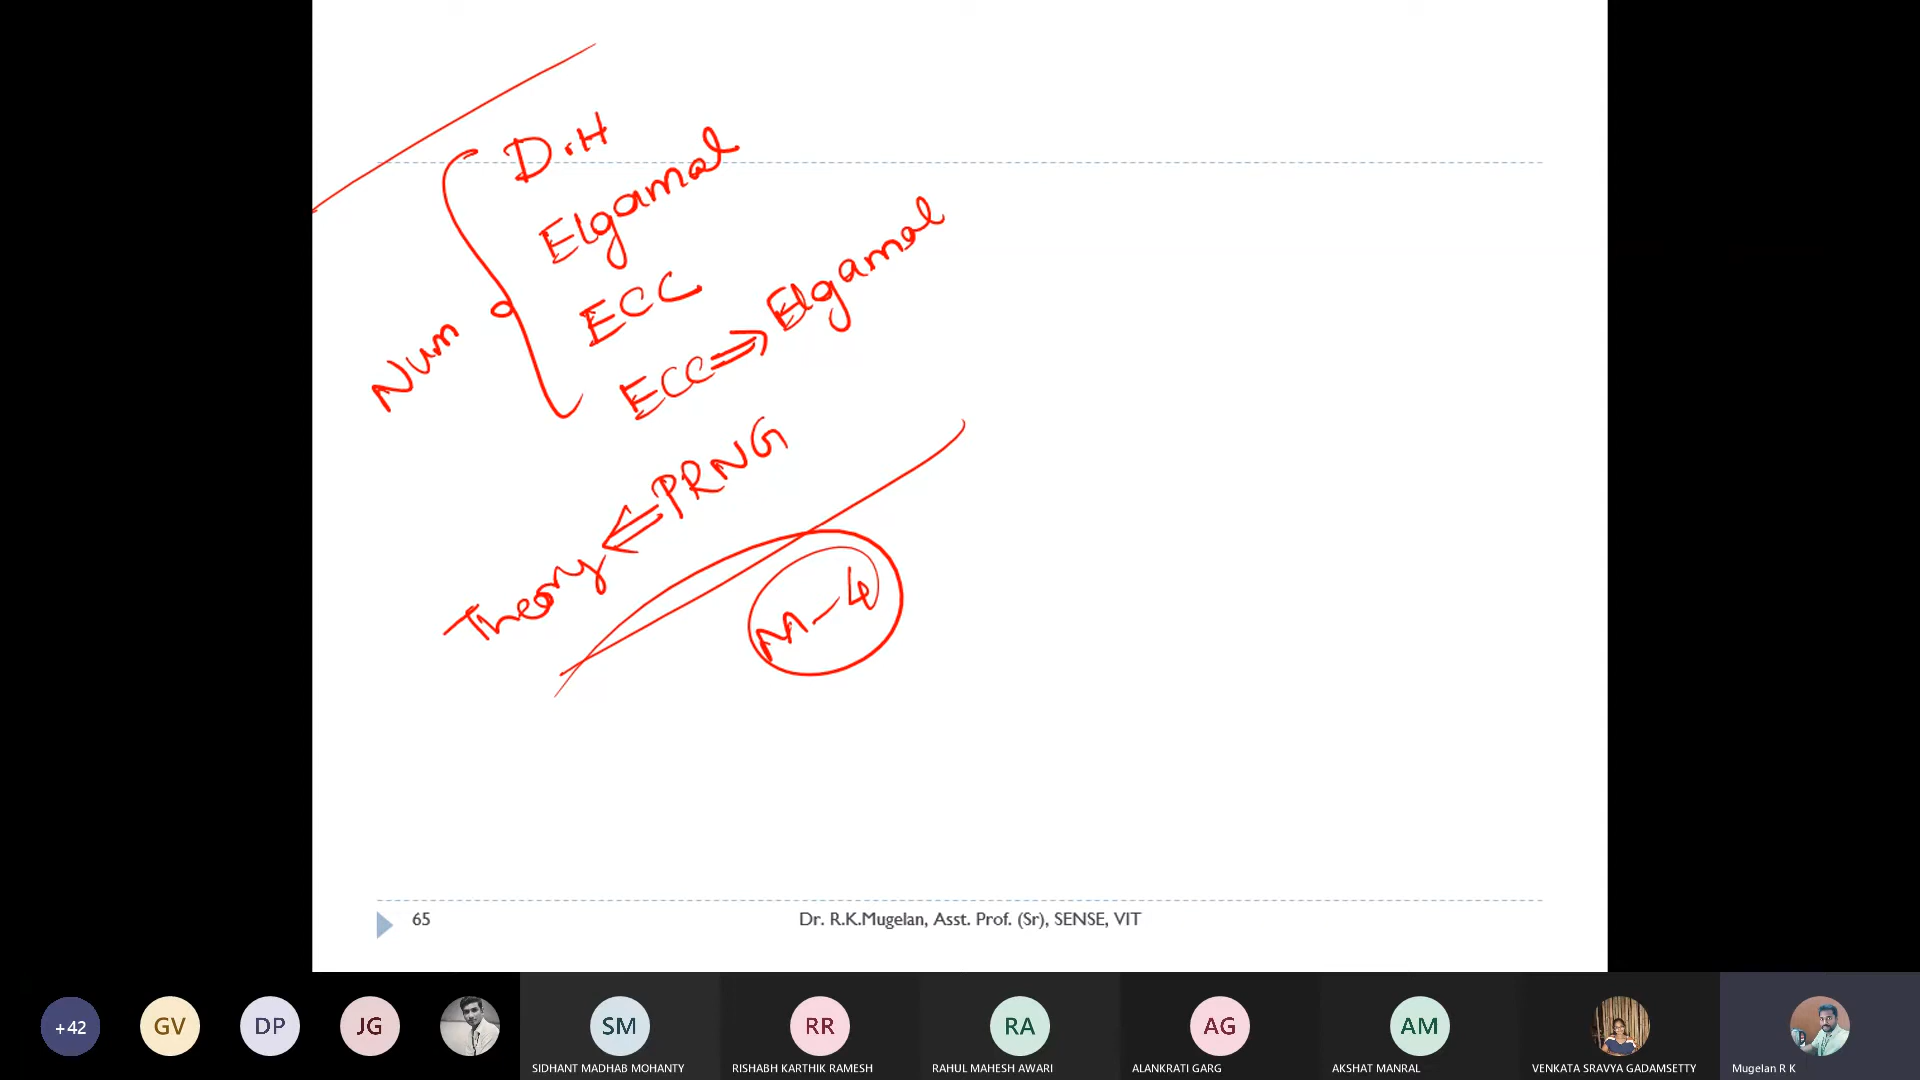 D.H
Elgamal
ECC
Num
ECC ⇒ Elgamal
PRNG
Theory
M-4
65
Dr. R.K.Mugelan, Asst. Prof. (Sr), SENSE, VIT
+42
GV
DP
JG
SM
RR
RA
AG
AM
SIDHANT MADHAB MOHANTY
RISHABH KARTHIK RAMESH
RAHUL MAHESH AWARI
ALANKRATI GARG
AKSHAT MANRAL
VENKATA SRAVYA GADAMSETTY
Mugelan R K